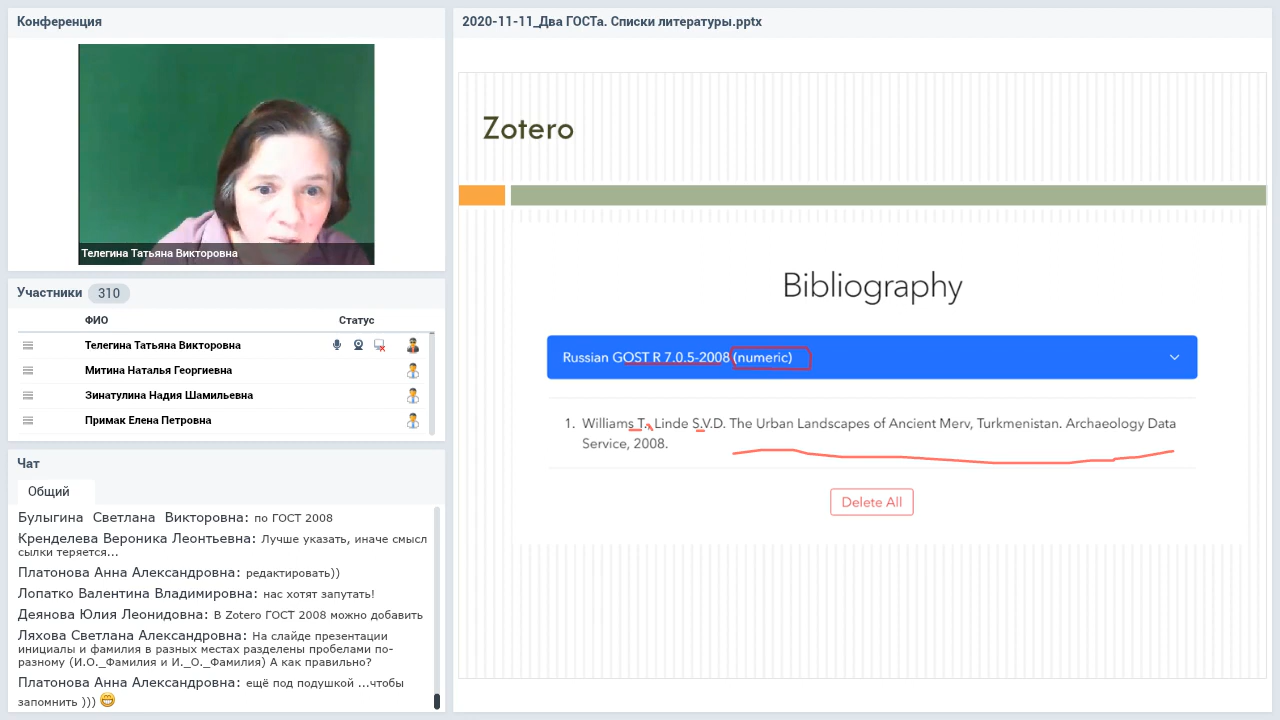 Конференция
Телегина Татьяна Викторовна
Участники 310
ФИО Статус
Телегина Татьяна Викторовна
Митина Наталья Георгиевна
Зинатулина Надия Шамильевна
Примак Елена Петровна
Чат
Общий
Булыгина Светлана Викторовна: по ГОСТ 2008
Кренделева Вероника Леонтьевна: Лучше указать, иначе смысл
сылки теряется...
Платонова Анна Александровна: редактировать))
Лопатко Валентина Владимировна: нас хотят запутать!
Деянова Юлия Леонидовна: В Zotero ГОСТ 2008 можно добавить
Ляхова Светлана Александровна: На слайде презентации
инициалы и фамилия в разных местах разделены пробелами по-
разному (И.О._Фамилия и И._О._Фамилия) А как правильно?
Платонова Анна Александровна: ещё под подушкой ...чтобы
запомнить )))
2020-11-11_Два ГОСТа. Списки литературы.pptx
Zotero
Bibliography
Russian GOST R 7.0.5-2008 (numeric)
1. Williams T., Linde S.V.D. The Urban Landscapes of Ancient Merv, Turkmenistan. Archaeology Data
Service, 2008.
Delete All